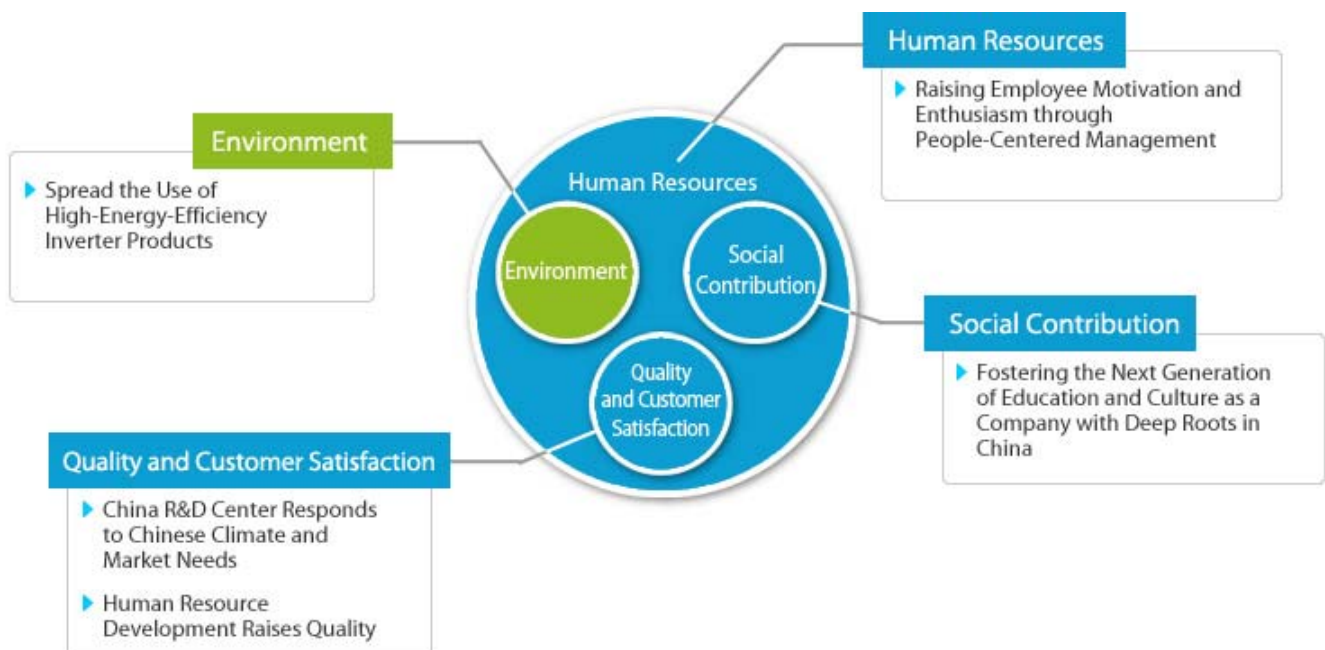 Human Resources
Raising Employee Motivation and
Enthusiasm through
People-Centered Management
Environment
Spread the Use of
High-Energy-Efficiency
Inverter Products
Human Resources
Environment
Social
Contribution
Quality
and Customer
Satisfaction
Social Contribution
Fostering the Next Generation
of Education and Culture as a
Company with Deep Roots in
China
Quality and Customer Satisfaction
China R&D Center Responds
to Chinese Climate and
Market Needs
Human Resource
Development Raises Quality